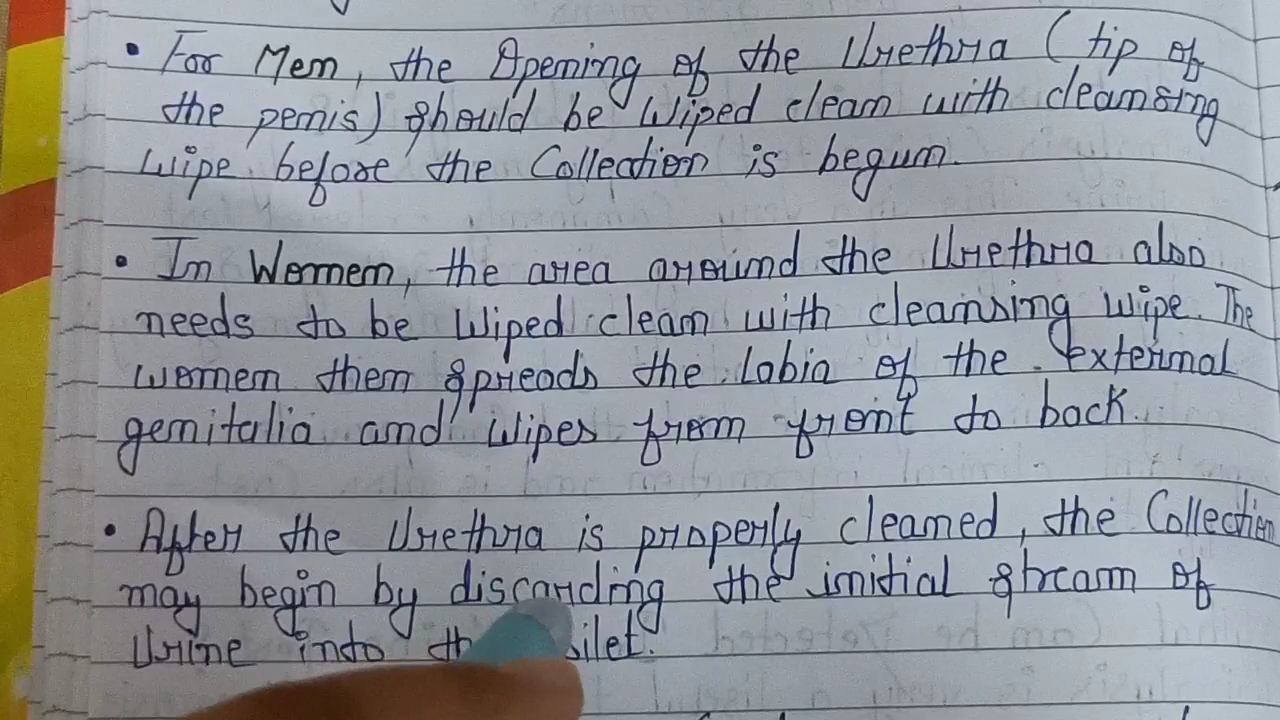 • For Men, the Opening of the Urethra (tip of
the penis) should be Wiped clean with cleansing
wipe before the Collection is begun.
• In Women, the area around the Urethra also
needs to be Wiped clean with cleansing wipe. The
women then spreads the labia of the external
genitalia and wipes from front to back.
• After the Urethra is properly cleaned, the Collection
may begin by discarding the initial stream of
Urine into